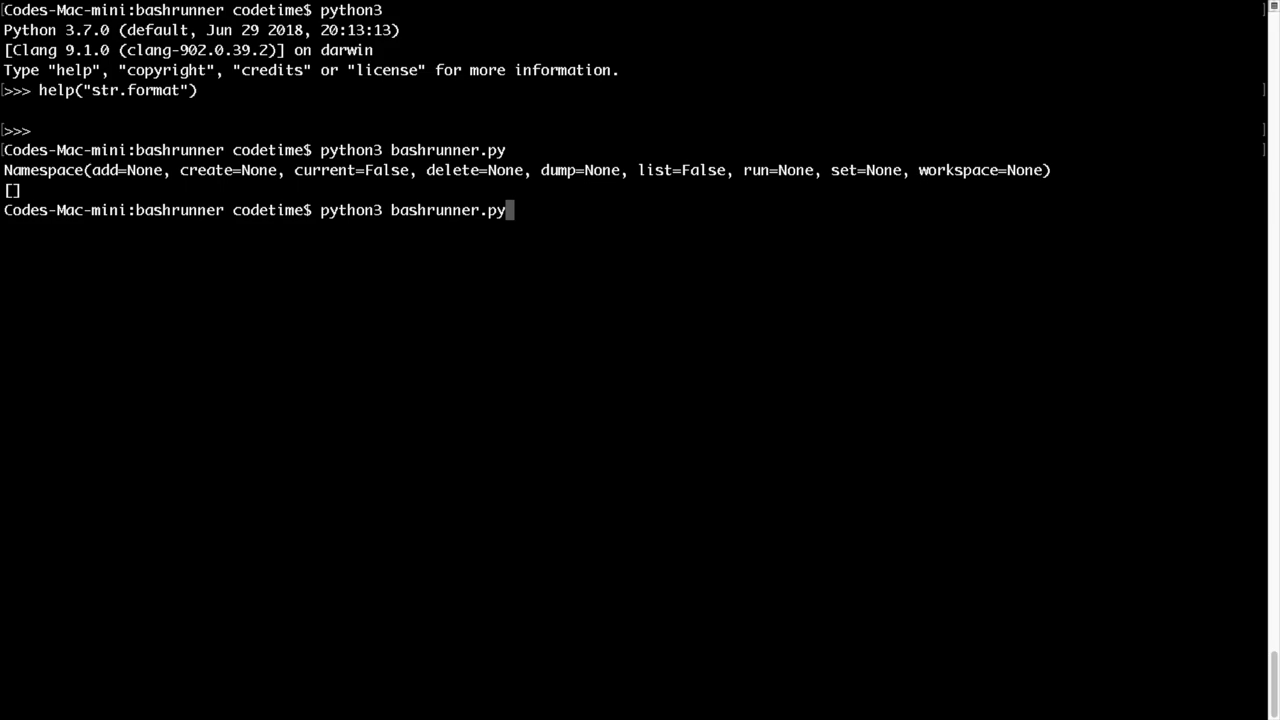 [Codes-Mac-mini:bashrunner codetime$ python3 ]
Python 3.7.0 (default, Jun 29 2018, 20:13:13)
[Clang 9.1.0 (clang-902.0.39.2)] on darwin
Type "help", "copyright", "credits" or "license" for more information.
[>>> help("str.format") ]
[>>> ]
[Codes-Mac-mini:bashrunner codetime$ python3 bashrunner.py ]
Namespace(add=None, create=None, current=False, delete=None, dump=None, list=False, run=None, set=None, workspace=None)
[]
Codes-Mac-mini:bashrunner codetime$ python3 bashrunner.py